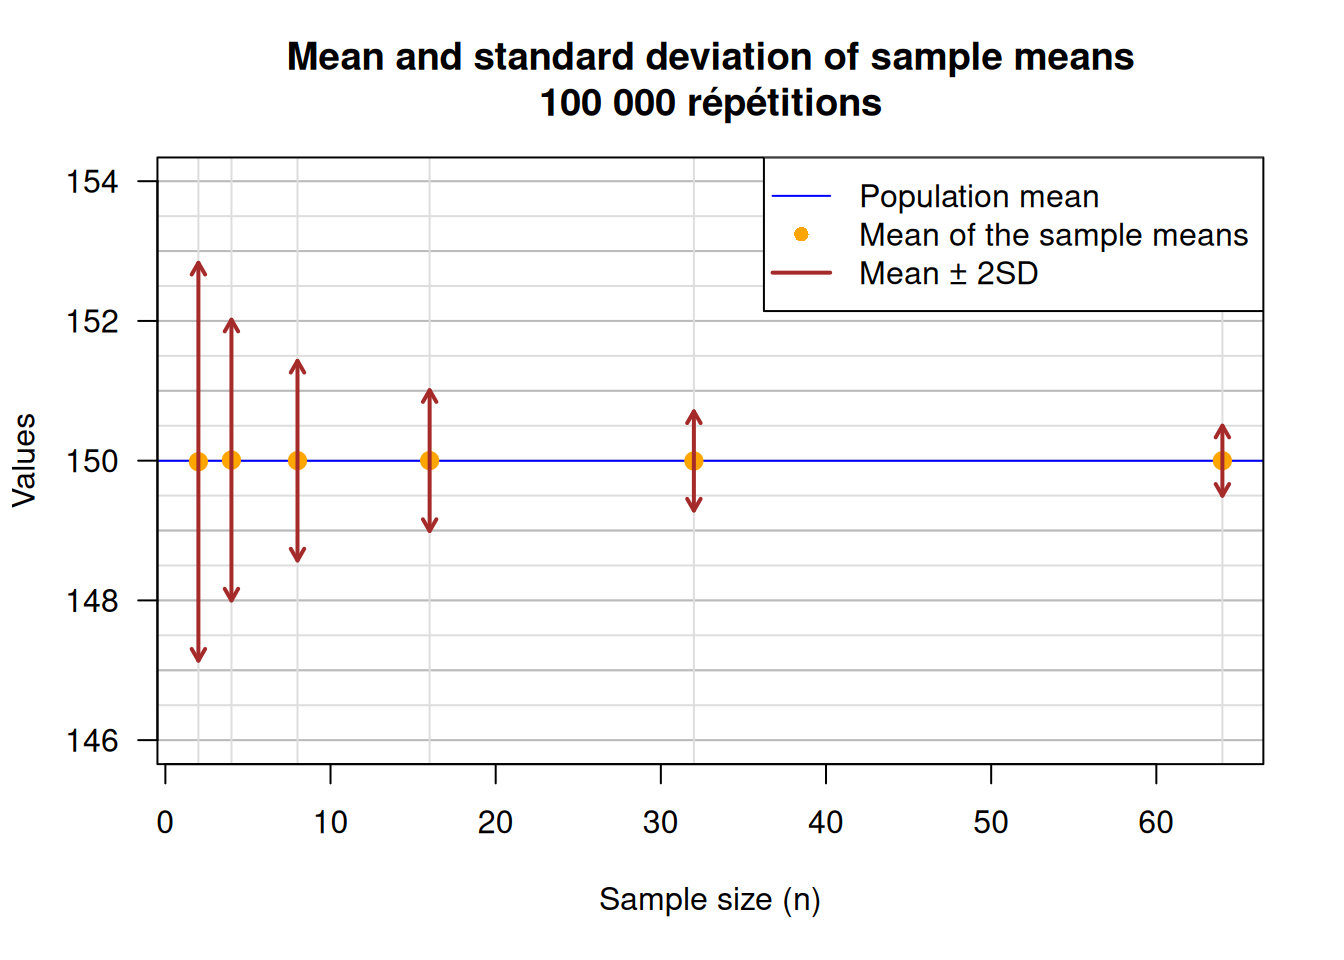 Mean and standard deviation of sample means
100 000 répétitions
Population mean
Mean of the sample means
Mean ± 2SD
Values
154
152
150
148
146
0 10 20 30 40 50 60
Sample size (n)